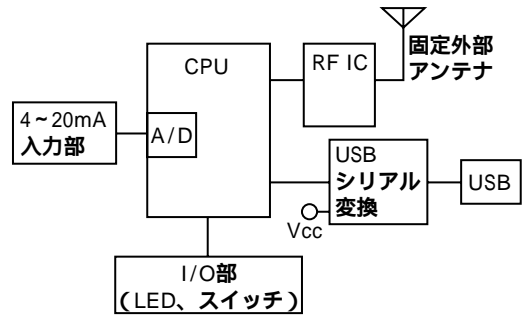 CPU
RF IC
固定外部
アンテナ
4~20mA
入力部
A/D
USB
シリアル
変換
USB
Vcc
I/O部
(LED、スイッチ)